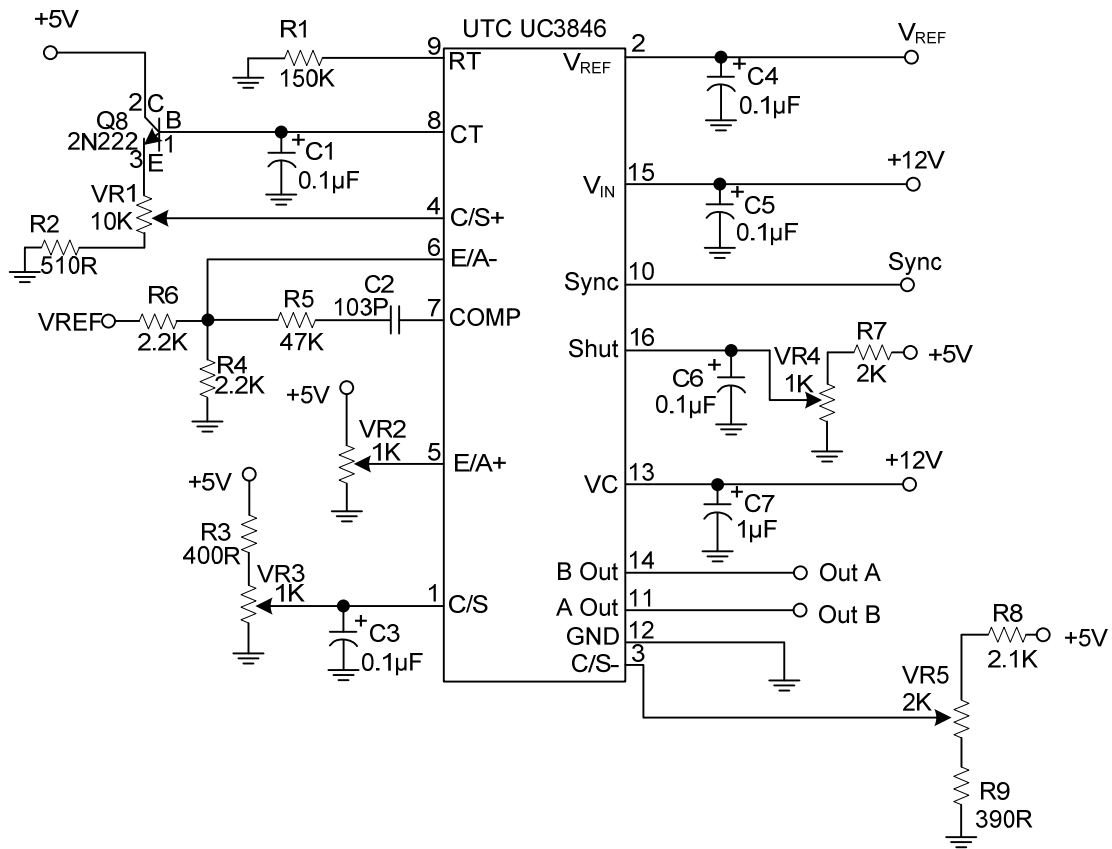 UTC UC3846
+5V
R1
150K
9
RT
2
VREF
C4
+
0.1µF
VREF
2 C
Q8
B
2N222
1
3 E
8
CT
+
C1
0.1µF
15
VIN
+12V
+
C5
0.1µF
VR1
10K
4
C/S+
R2
510R
6
E/A-
10
Sync
Sync
R6
VREF
2.2K
R5
47K
C2
103P
7
COMP
R4
2.2K
16
Shut
+
C6
0.1µF
VR4
1K
R7
2K
+5V
+5V
VR2
1K
5
E/A+
13
VC
+12V
+
C7
1µF
+5V
R3
400R
VR3
1K
1
C/S
+
C3
0.1µF
B Out
14
Out A
A Out
11
Out B
GND
12
C/S-
3
R8
2.1K
+5V
VR5
2K
R9
390R